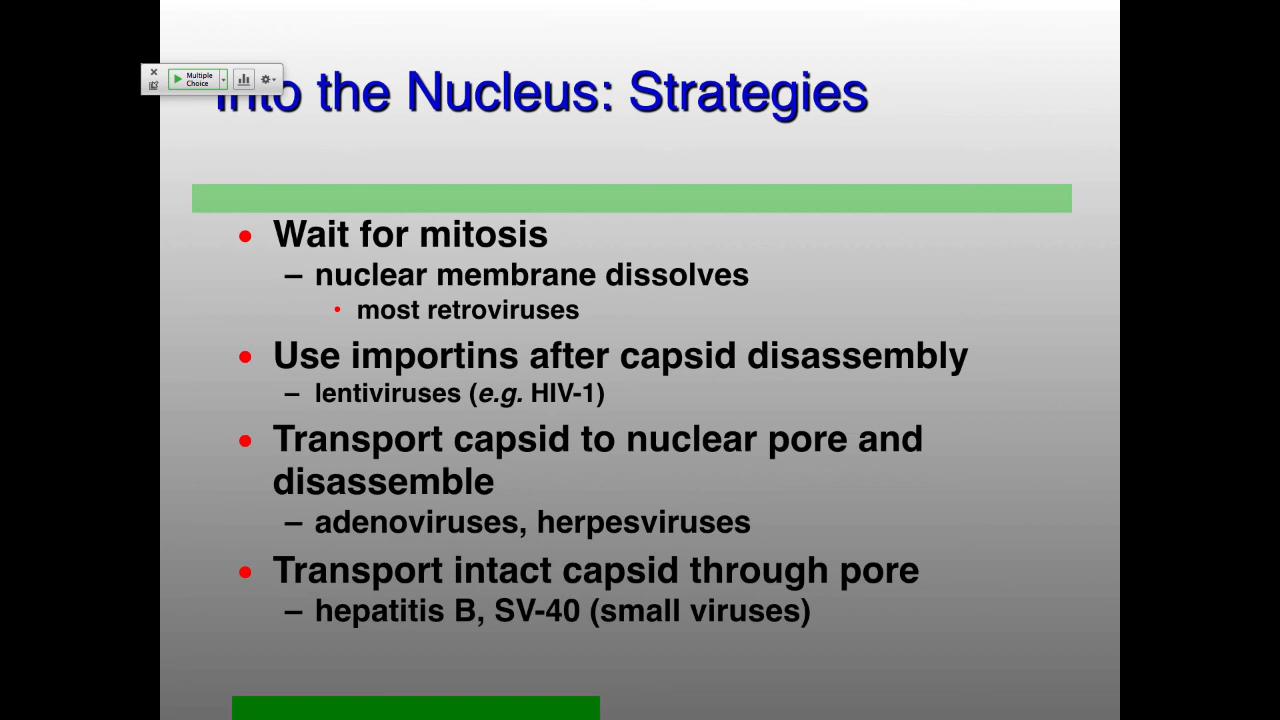 Multiple
Choice
Into the Nucleus: Strategies
• Wait for mitosis
– nuclear membrane dissolves
• most retroviruses
• Use importins after capsid disassembly
– lentiviruses (e.g. HIV-1)
• Transport capsid to nuclear pore and
disassemble
– adenoviruses, herpesviruses
• Transport intact capsid through pore
– hepatitis B, SV-40 (small viruses)